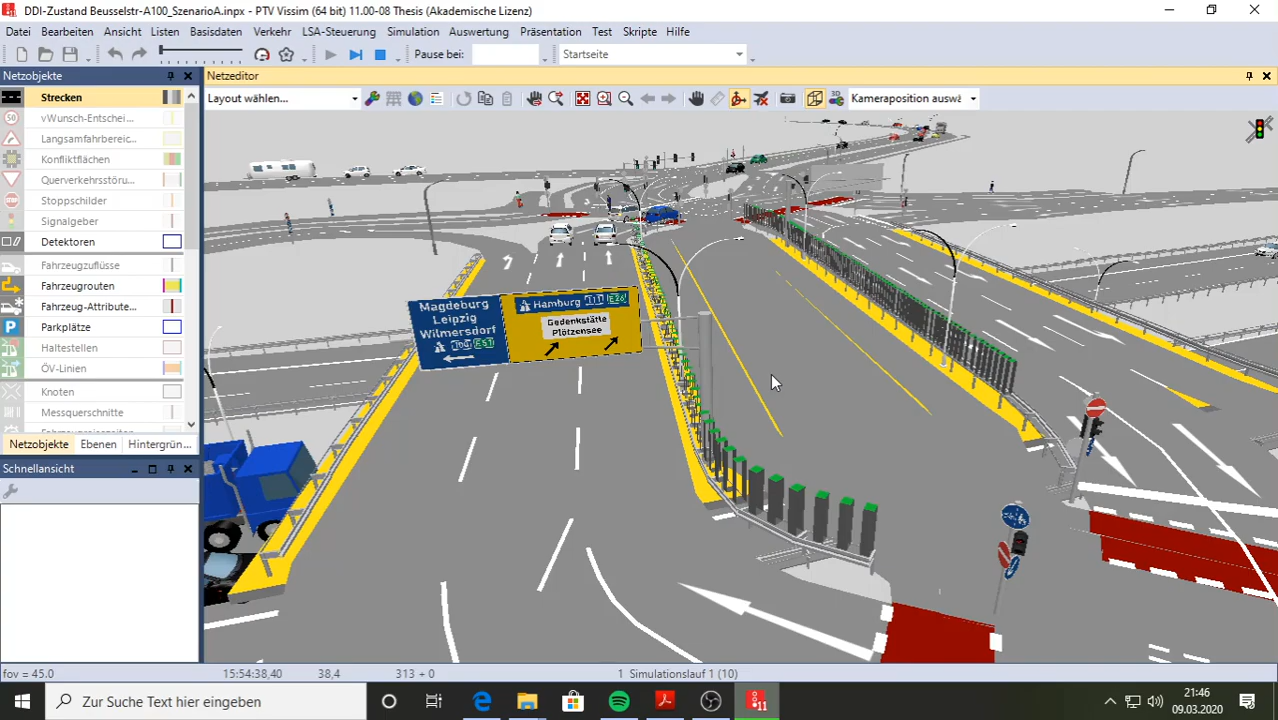 DDI-Zustand Beusselstr-A100_SzenarioA.inpx - PTV Vissim (64 bit) 11.00-08 Thesis (Akademische Lizenz)
Datei Bearbeiten Ansicht Listen Basisdaten Verkehr LSA-Steuerung Simulation Auswertung Präsentation Test Skripte Hilfe
Pause bei: Startseite
Netzobjekte
Netzeditor
Layout wählen...
Kameraposition auswä
Strecken
vWunsch-Entschei...
Langsamfahrbereic...
Konfliktflächen
Querverkehrsstöru...
Stoppschilder
Signalgeber
Detektoren
Fahrzeugzuflüsse
Fahrzeugrouten
Fahrzeug-Attribute...
Parkplätze
Haltestellen
ÖV-Linien
Knoten
Messquerschnitte
Netzobjekte Ebenen Hintergrün...
Schnellansicht
Magdeburg
Leipzig
Wilmersdorf
Hamburg 111 E26
Gedenkstätte
Plötzensee
fov = 45.0 15:54:38,40 38,4 313 + 0 1 Simulationslauf 1 (10)
Zur Suche Text hier eingeben
11
21:46
09.03.2020